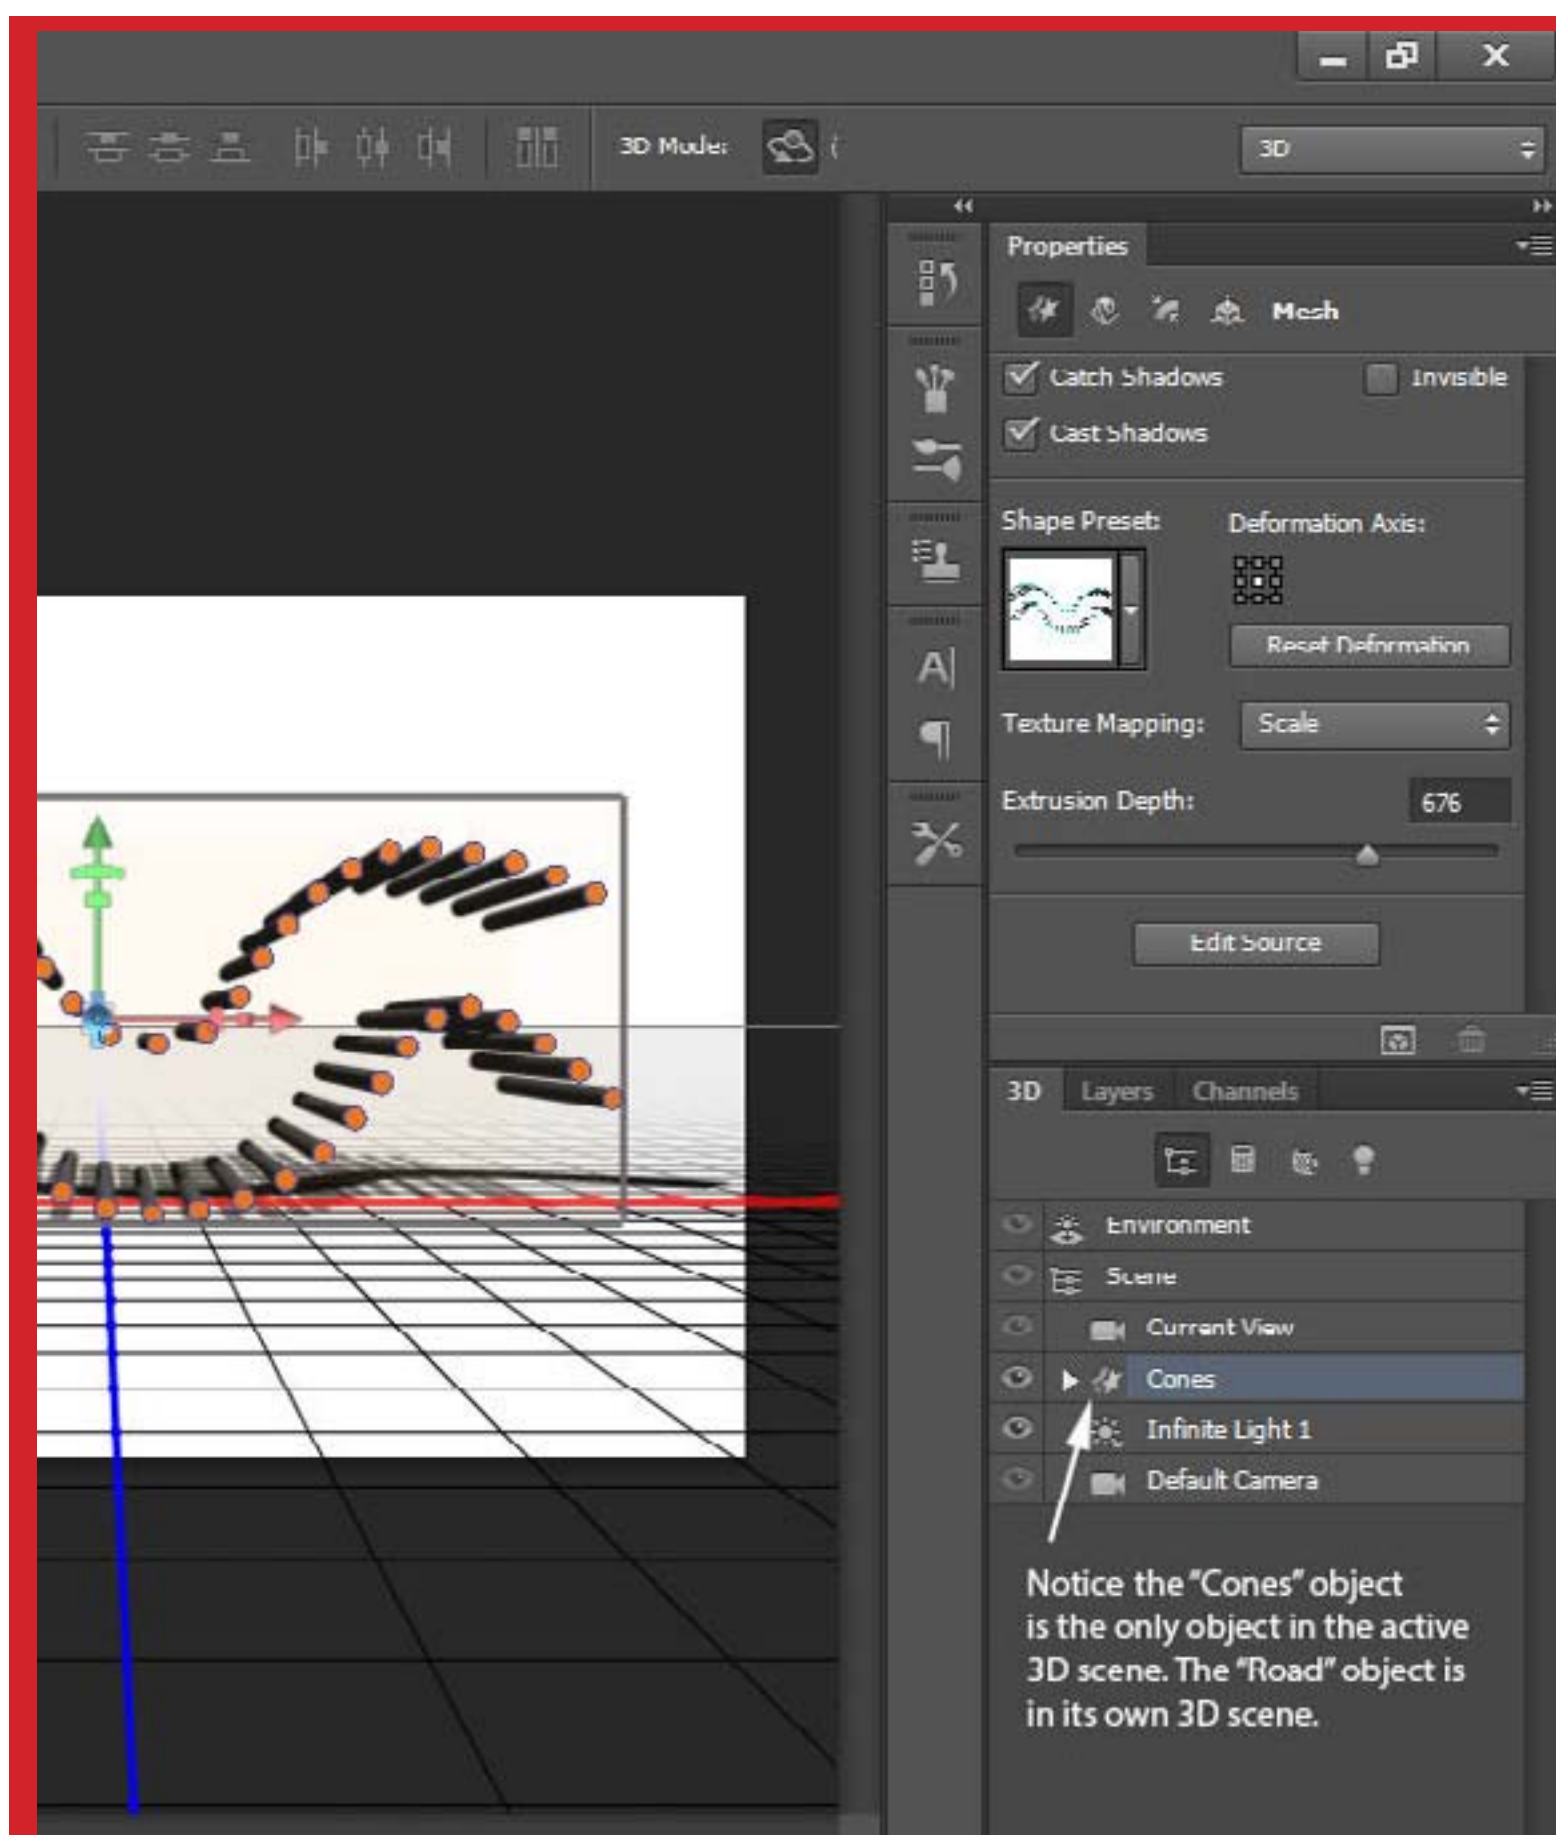 3D Mode:
3D
Properties
Mesh
Catch Shadows
Invisible
Cast Shadows
Shape Preset:
Deformation Axis:
Reset Deformation
Texture Mapping:
Scale
Extrusion Depth:
676
Edit Source
3D Layers Channels
Environment
Scene
Current View
Cones
Infinite Light 1
Default Camera
Notice the "Cones" object
is the only object in the active
3D scene. The "Road" object is
in its own 3D scene.